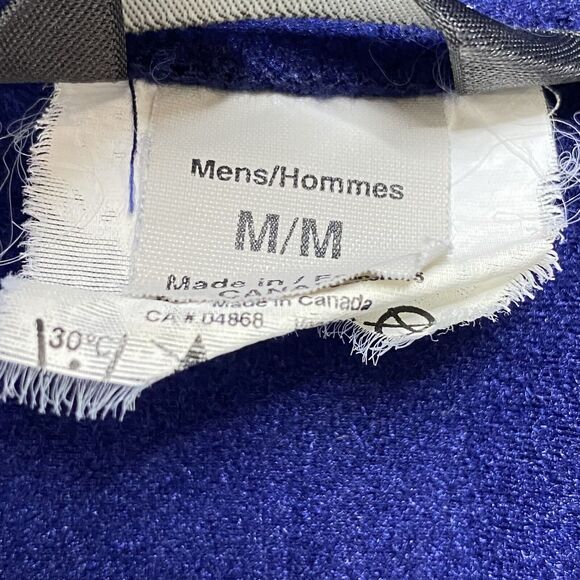 Mens/Hommes
M/M
Made in /
Made in Canada
CA # 04868
30°C